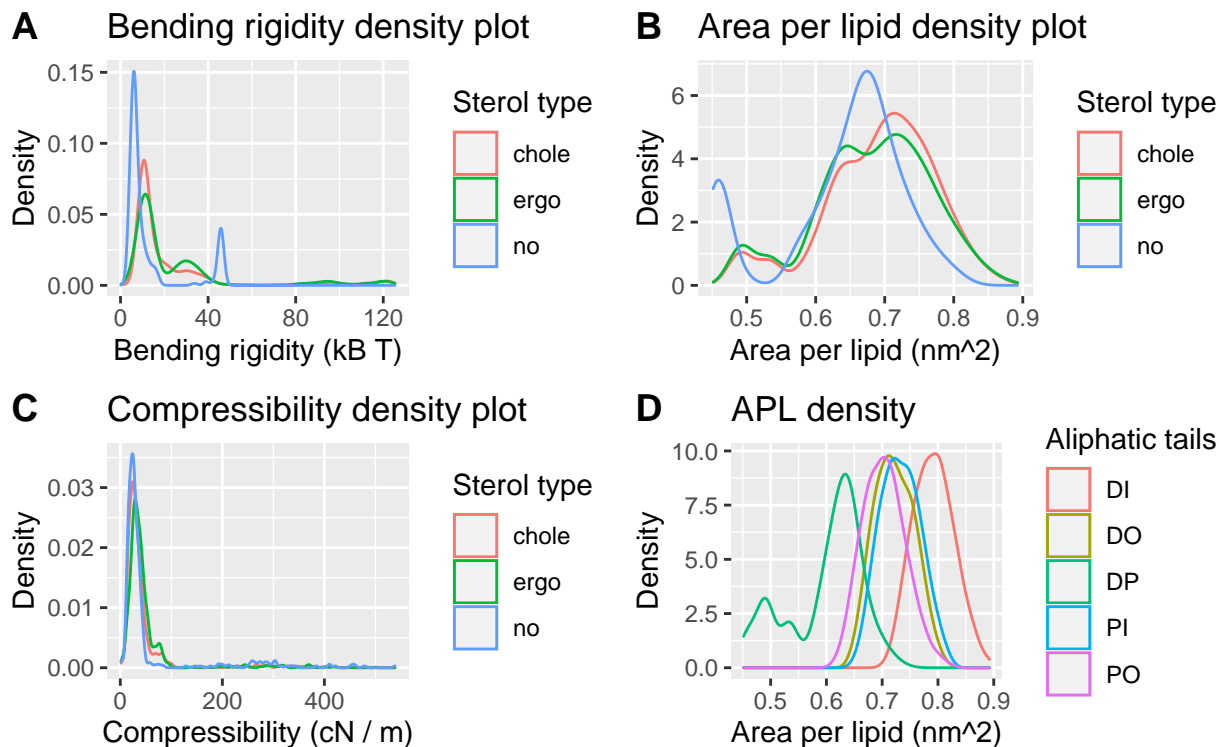 A
Bending rigidity density plot
Density
0.15
0.10
0.05
0.00
0
40
80
120
Bending rigidity (kB T)
Sterol type
chole
ergo
no
B
Area per lipid density plot
Density
6
4
2
0
0.5
0.6
0.7
0.8
0.9
Area per lipid (nm^2)
Sterol type
chole
ergo
no
C
Compressibility density plot
Density
0.03
0.02
0.01
0.00
0
200
400
Compressibility (cN / m)
Sterol type
chole
ergo
no
D
APL density
Density
10.0
7.5
5.0
2.5
0.0
0.5
0.6
0.7
0.8
0.9
Area per lipid (nm^2)
Aliphatic tails
DI
DO
DP
PI
PO